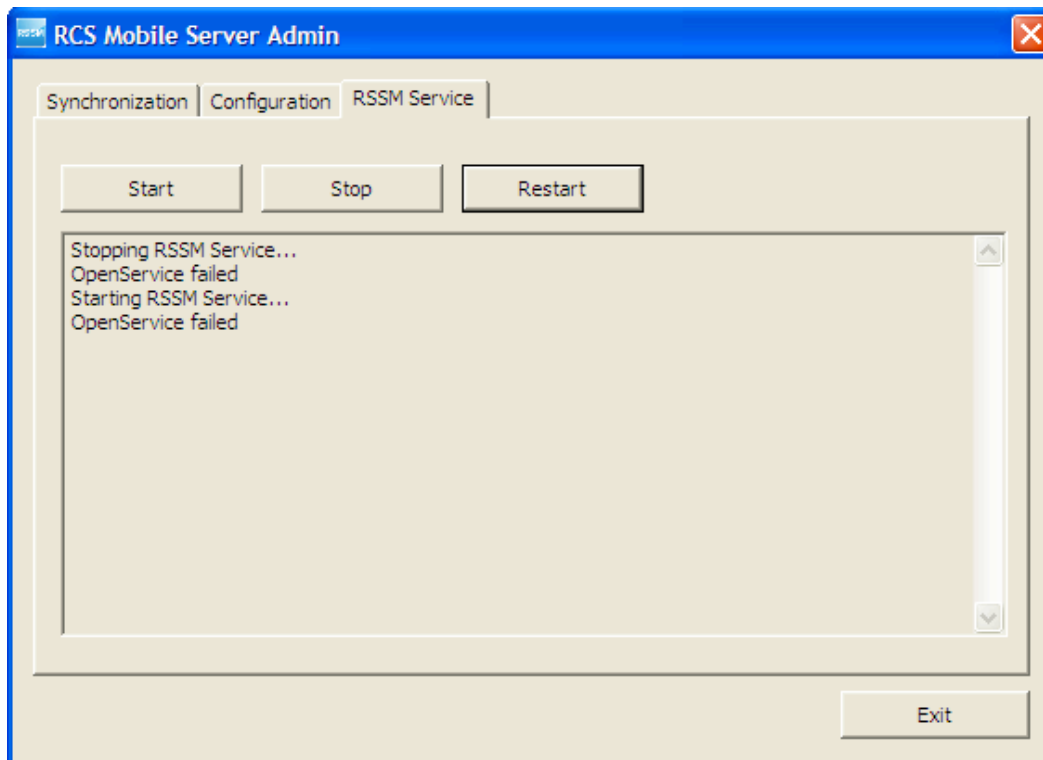 RSSM RCS Mobile Server Admin
Synchronization Configuration RSSM Service
Start Stop Restart
Stopping RSSM Service...
OpenService failed
Starting RSSM Service...
OpenService failed
Exit